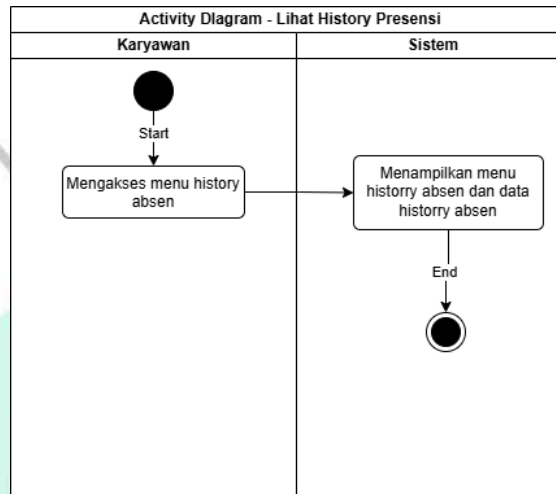 Activity DIagram - Lihat History Presensi
Karyawan
Sistem
Start
Mengakses menu history
absen
Menampilkan menu
historry absen dan data
historry absen
End